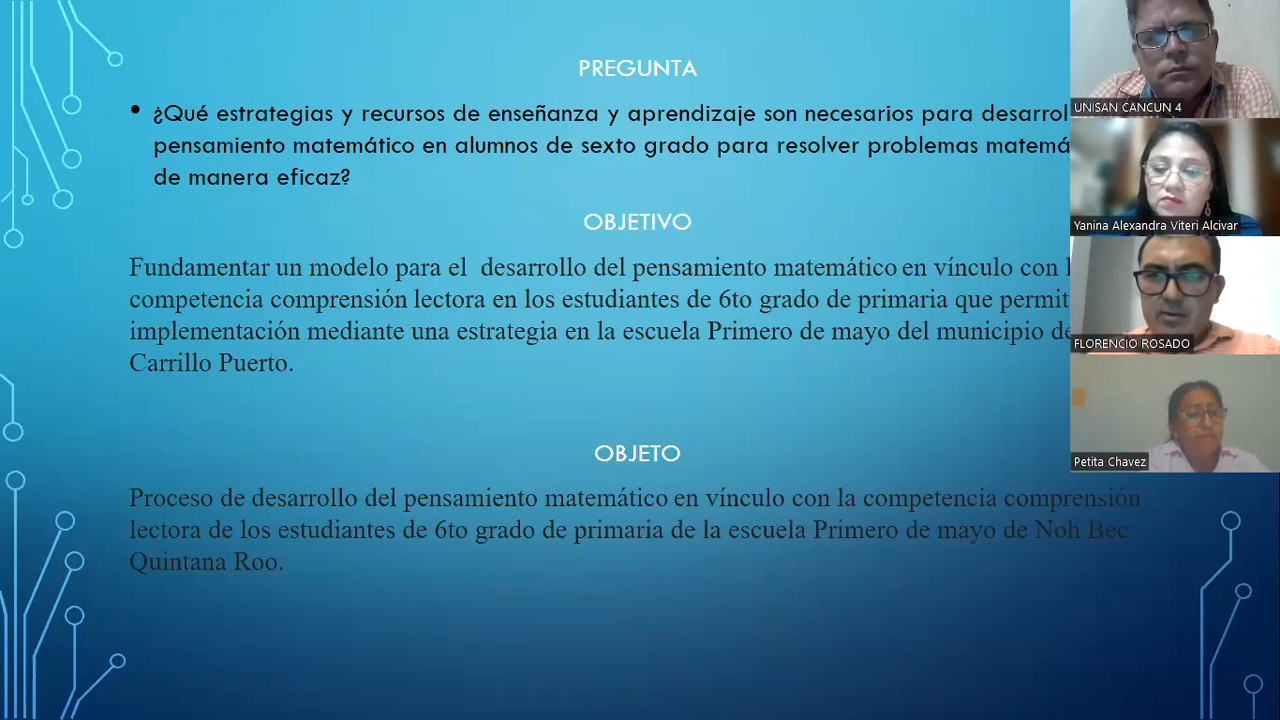 PREGUNTA
• ¿Qué estrategias y recursos de enseñanza y aprendizaje son necesarios para desarrol
pensamiento matemático en alumnos de sexto grado para resolver problemas matemá
de manera eficaz?
OBJETIVO
Fundamentar un modelo para el desarrollo del pensamiento matemático en vínculo con
competencia comprensión lectora en los estudiantes de 6to grado de primaria que permit
implementación mediante una estrategia en la escuela Primero de mayo del municipio de
Carrillo Puerto.
OBJETO
Proceso de desarrollo del pensamiento matemático en vínculo con la competencia comprensión
lectora de los estudiantes de 6to grado de primaria de la escuela Primero de mayo de Noh Bec
Quintana Roo.
UNISAN CANCUN 4
Yanina Alexandra Viteri Alcivar
FLORENCIO ROSADO
Petita Chavez